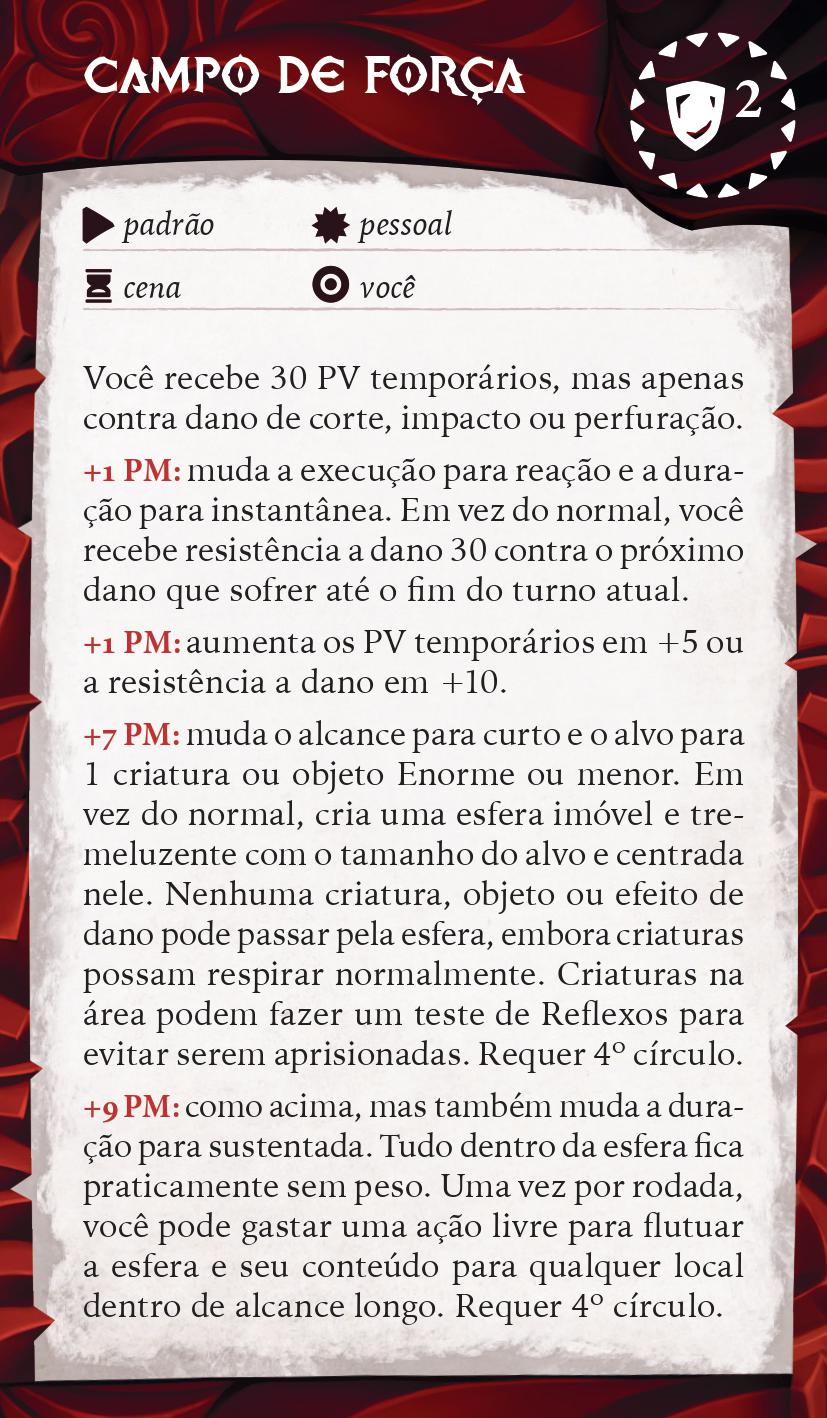 CAMPO DE FORÇA
2
padrão pessoal
cena você
Você recebe 30 PV temporários, mas apenas
contra dano de corte, impacto ou perfuração.
+1 PM: muda a execução para reação e a dura-
ção para instantânea. Em vez do normal, você
recebe resistência a dano 30 contra o próximo
dano que sofrer até o fim do turno atual.
+1 PM: aumenta os PV temporários em +5 ou
a resistência a dano em +10.
+7 PM: muda o alcance para curto e o alvo para
1 criatura ou objeto Enorme ou menor. Em
vez do normal, cria uma esfera imóvel e tre-
meluzente com o tamanho do alvo e centrada
nele. Nenhuma criatura, objeto ou efeito de
dano pode passar pela esfera, embora criaturas
possam respirar normalmente. Criaturas na
área podem fazer um teste de Reflexos para
evitar serem aprisionadas. Requer 4º círculo.
+9 PM: como acima, mas também muda a dura-
ção para sustentada. Tudo dentro da esfera fica
praticamente sem peso. Uma vez por rodada,
você pode gastar uma ação livre para flutuar
a esfera e seu conteúdo para qualquer local
dentro de alcance longo. Requer 4º círculo.